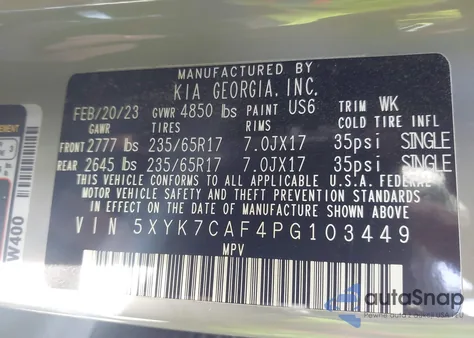 MANUFACTURED BY
KIA GEORGIA, INC.
FEB/20/23 GVWR 4850 lbs PAINT US6 TRIM WK
GAWR TIRES RIMS COLD TIRE INFL
FRONT 2777 lbs 235/65R17 7.0JX17 35psi SINGLE
REAR 2645 lbs 235/65R17 7.0JX17 35psi SINGLE
THIS VEHICLE CONFORMS TO ALL APPLICABLE U.S.A. FEDERAL
MOTOR VEHICLE SAFETY AND THEFT PREVENTION STANDARDS
IN EFFECT ON THE DATE OF MANUFACTURE SHOWN ABOVE.
VIN 5XYK7CAF4PG103449
MPV
W400
autoSnap